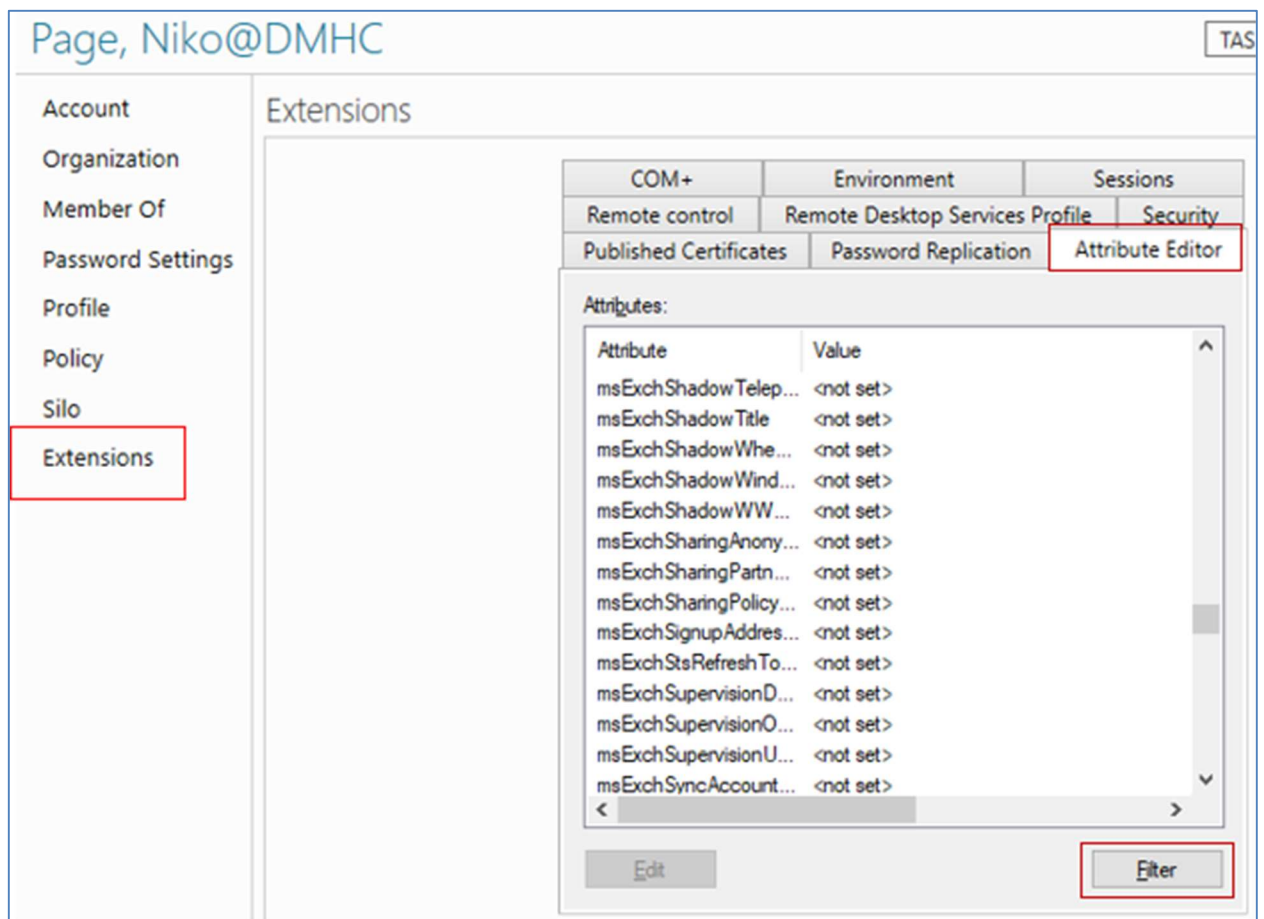 Page, Niko@DMHC
TAS
Account
Organization
Member Of
Password Settings
Profile
Policy
Silo
Extensions
Extensions
COM+ Environment Sessions
Remote control Remote Desktop Services Profile Security
Published Certificates Password Replication Attribute Editor
Attributes:
Attribute Value
msExchShadowTelep... <not set>
msExchShadowTitle <not set>
msExchShadowWhe... <not set>
msExchShadowWind... <not set>
msExchShadowWW... <not set>
msExchSharingAnony... <not set>
msExchSharingPartn... <not set>
msExchSharingPolicy... <not set>
msExchSignupAddres... <not set>
msExchStsRefreshTo... <not set>
msExchSupervisionD... <not set>
msExchSupervisionO... <not set>
msExchSupervisionU... <not set>
msExchSyncAccount... <not set>
Edit Filter